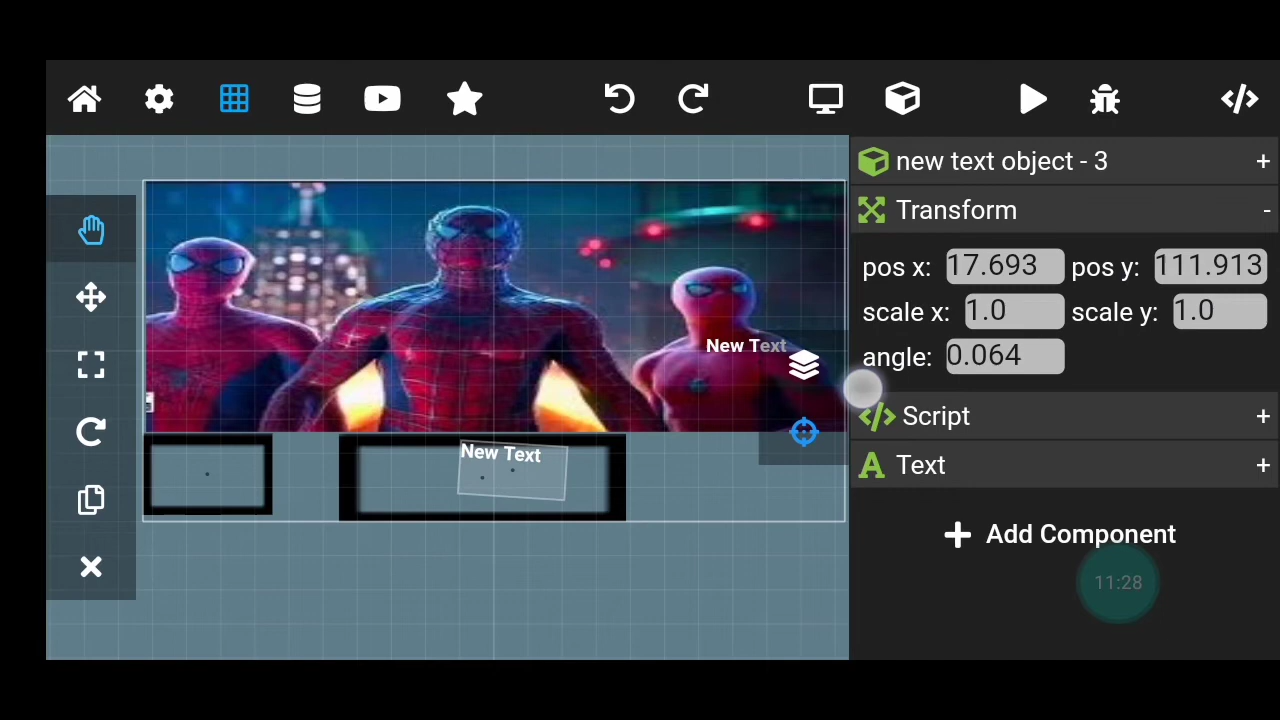 new text object - 3 +
Transform -
pos x: 17.693 pos y: 111.913
scale x: 1.0 scale y: 1.0
angle: 0.064
Script +
Text +
Add Component
11:28
New Text
New Text